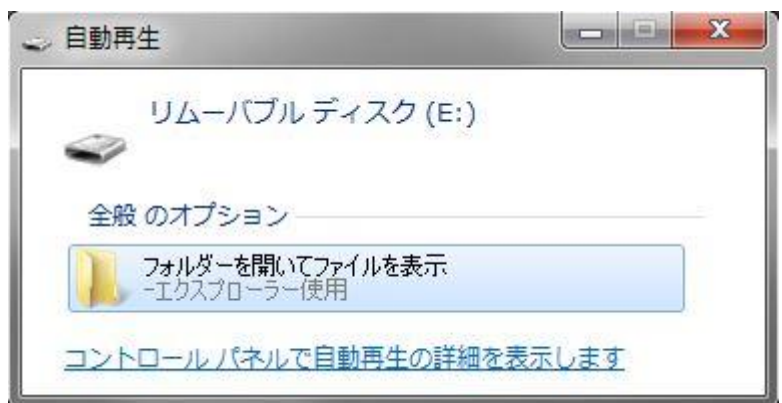 自動再生
リムーバブル ディスク (E:)
全般 のオプション
フォルダーを開いてファイルを表示
-エクスプローラー使用
コントロール パネルで自動再生の詳細を表示します